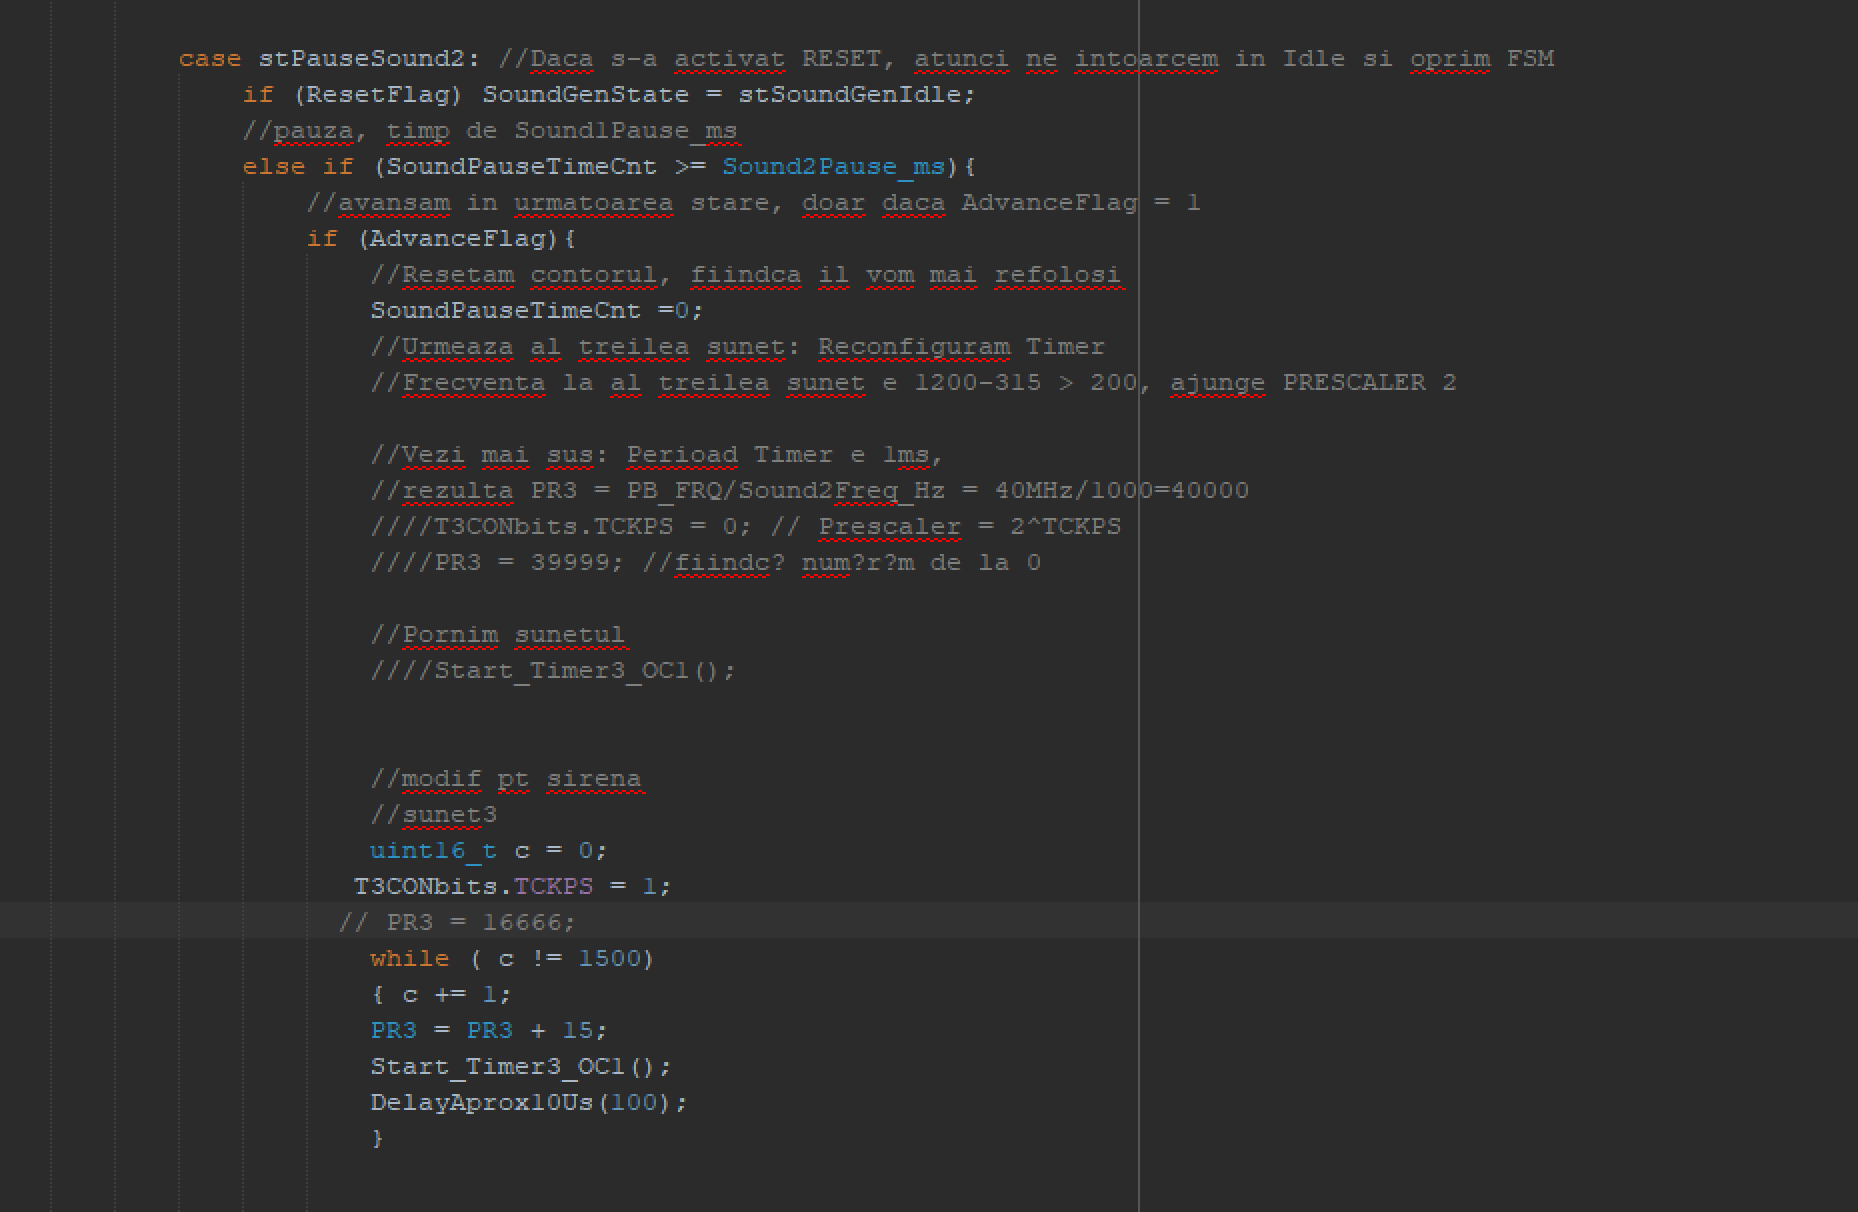 case stPauseSound2: //Daca s-a activat RESET, atunci ne intoarcem in Idle si oprim FSM
if (ResetFlag) SoundGenState = stSoundGenIdle;
//pauza, timp de Sound1Pause_ms
else if (SoundPauseTimeCnt >= Sound2Pause_ms){
//avansam in urmatoarea stare, doar daca AdvanceFlag = 1
if (AdvanceFlag){
//Resetam contorul, fiindca il vom mai refolosi
SoundPauseTimeCnt =0;
//Urmeaza al treilea sunet: Reconfiguram Timer
//Frecventa la al treilea sunet e 1200-315 > 200, ajunge PRESCALER 2
//Vezi mai sus: Perioad Timer e 1ms,
//rezulta PR3 = PB_FRQ/Sound2Freq_Hz = 40MHz/1000=40000
////T3CONbits.TCKPS = 0; // Prescaler = 2^TCKPS
////PR3 = 39999; //fiindc? num?r?m de la 0
//Pornim sunetul
////Start_Timer3_OC1();
//modif pt sirena
//sunet3
uint16_t c = 0;
T3CONbits.TCKPS = 1;
// PR3 = 16666;
while ( c != 1500)
{ c += 1;
PR3 = PR3 + 15;
Start_Timer3_OC1();
DelayAprox10Us(100);
}